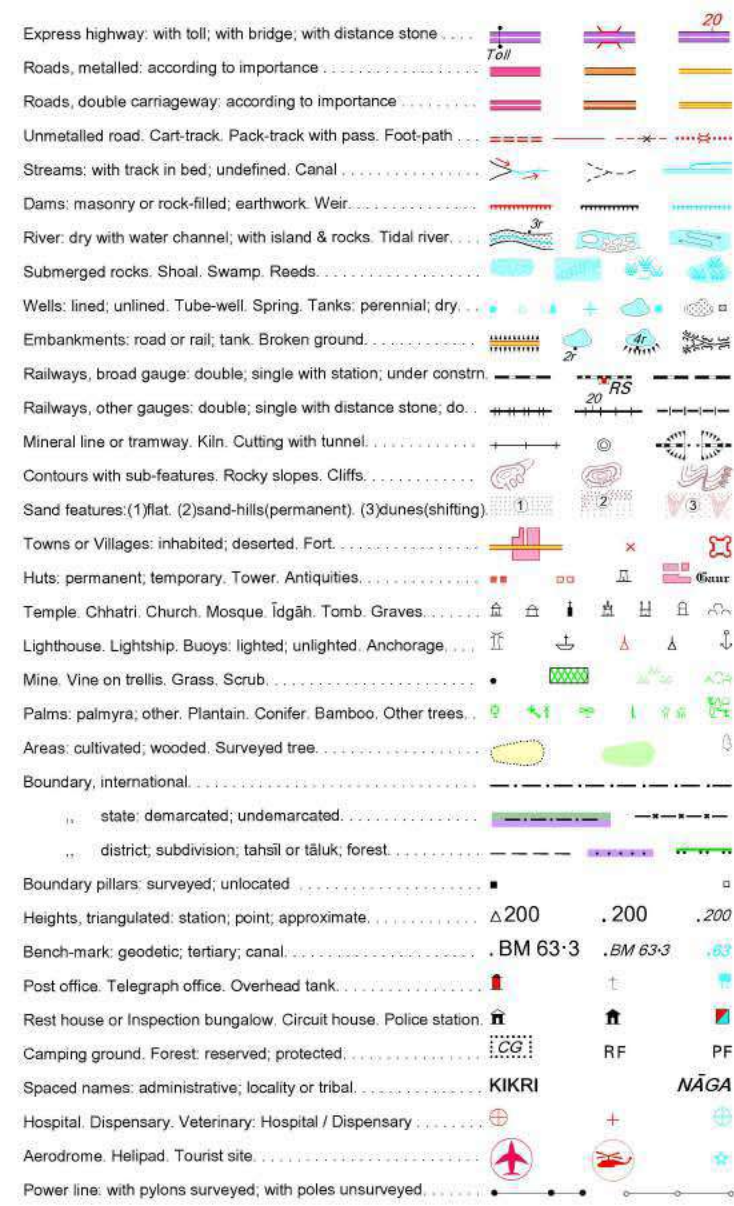 20
Express highway: with toll; with bridge; with distance stone . . . .
Toll
Roads, metalled: according to importance . . . . . . . . . . . . . . . . . .
Roads, double carriageway: according to importance . . . . . . . . .
Unmetalled road. Cart-track. Pack-track with pass. Foot-path . . .
Streams: with track in bed; undefined. Canal . . . . . . . . . . . . . . . .
Dams: masonry or rock-filled; earthwork. Weir. . . . . . . . . . . . . . . .
River: dry with water channel; with island & rocks. Tidal river. . . . 3r
Submerged rocks. Shoal. Swamp. Reeds. . . . . . . . . . . . . . . . . . .
Wells: lined; unlined. Tube-well. Spring. Tanks: perennial; dry. . .
Embankments: road or rail; tank. Broken ground. . . . . . . . . . . . . . 2r 4r
Railways, broad gauge: double; single with station; under constrn. RS
Railways, other gauges: double; single with distance stone; do. . . 20
Mineral line or tramway. Kiln. Cutting with tunnel. . . . . . . . . . . . . .
Contours with sub-features. Rocky slopes. Cliffs. . . . . . . . . . . . . .
Sand features:(1)flat. (2)sand-hills(permanent). (3)dunes(shifting). 1 2 3
Towns or Villages: inhabited; deserted. Fort. . . . . . . . . . . . . . . . . .
Huts: permanent; temporary. Tower. Antiquities. . . . . . . . . . . . . . . Gaur
Temple. Chhatri. Church. Mosque. Īdgāh. Tomb. Graves. . . . . . .
Lighthouse. Lightship. Buoys: lighted; unlighted. Anchorage. . . .
Mine. Vine on trellis. Grass. Scrub. . . . . . . . . . . . . . . . . . . . . . . . .
Palms: palmyra; other. Plantain. Conifer. Bamboo. Other trees. . .
Areas: cultivated; wooded. Surveyed tree. . . . . . . . . . . . . . . . . . .
Boundary, international. . . . . . . . . . . . . . . . . . . . . . . . . . . . . . . . .
,, state: demarcated; undemarcated. . . . . . . . . . . . . . . . .
,, district; subdivision; tahsīl or tāluk; forest. . . . . . . . . . . .
Boundary pillars: surveyed; unlocated . . . . . . . . . . . . . . . . . . . . .
Heights, triangulated: station; point; approximate. . . . . . . . . . . . . 200 . 200 . 200
Bench-mark: geodetic; tertiary; canal. . . . . . . . . . . . . . . . . . . . . . . . BM 63·3 . BM 63·3 . 63
Post office. Telegraph office. Overhead tank. . . . . . . . . . . . . . . . .
Rest house or Inspection bungalow. Circuit house. Police station.
Camping ground. Forest: reserved; protected. . . . . . . . . . . . . . . . CG RF PF
Spaced names: administrative; locality or tribal. . . . . . . . . . . . . . . KIKRI NĀGA
Hospital. Dispensary. Veterinary: Hospital / Dispensary . . . . . . . .
Aerodrome. Helipad. Tourist site. . . . . . . . . . . . . . . . . . . . . . . . . .
Power line: with pylons surveyed; with poles unsurveyed. . . . . . .